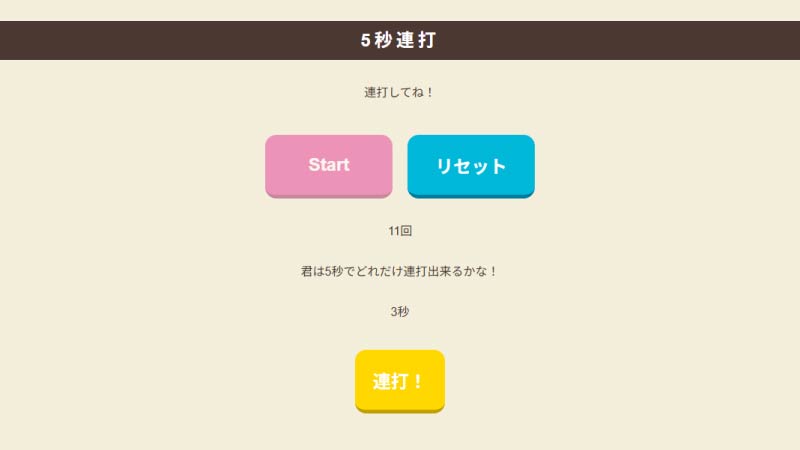 5秒連打
連打してね！
Start リセット
11回
君は5秒でどれだけ連打出来るかな！
3秒
連打！